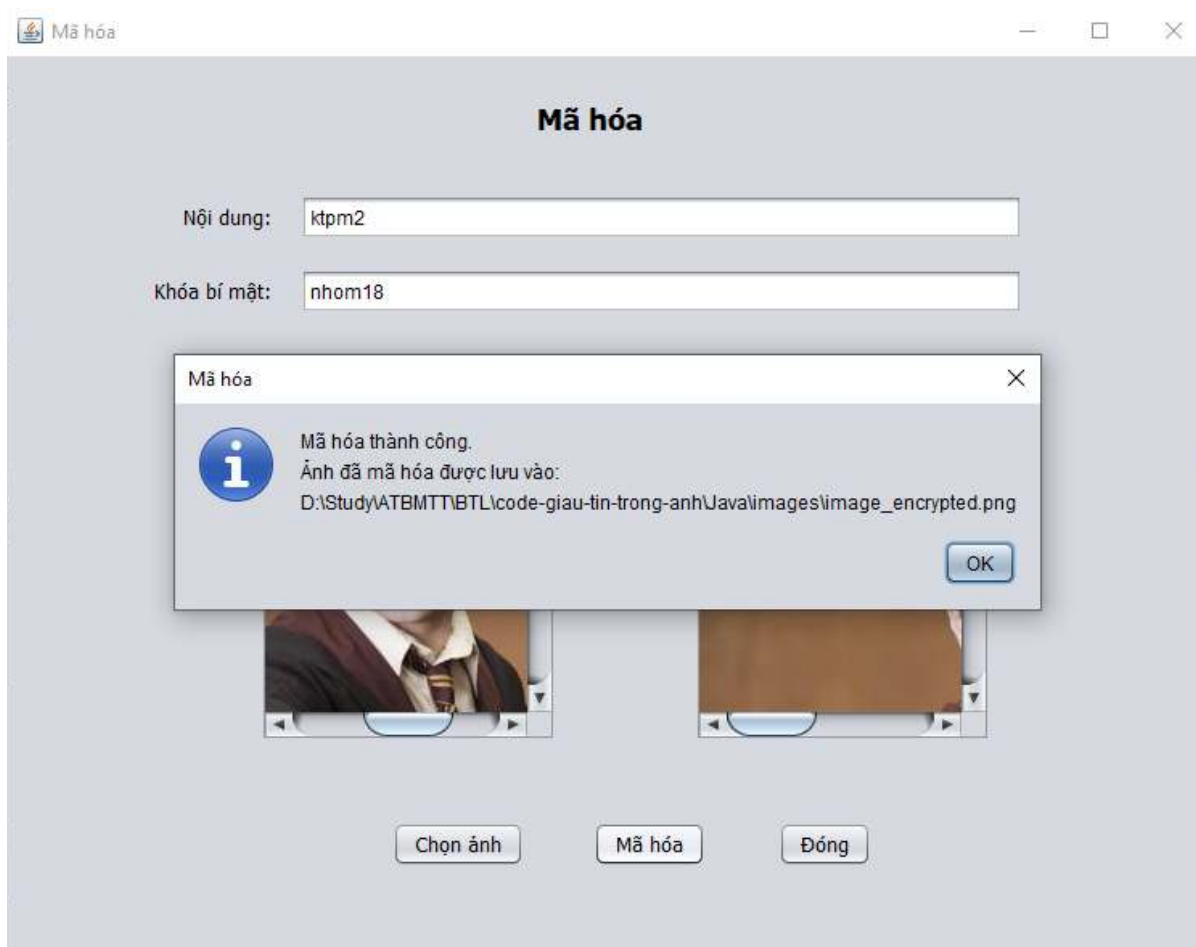 Mã hóa
Mã hóa
Nội dung: ktpm2
Khóa bí mật: nhom18
Mã hóa
Mã hóa thành công.
Ảnh đã mã hóa được lưu vào:
D:\Study\ATBMTT\BTL\code-giau-tin-trong-anh\Java\images\image_encrypted.png
OK
Chọn ảnh Mã hóa Đóng